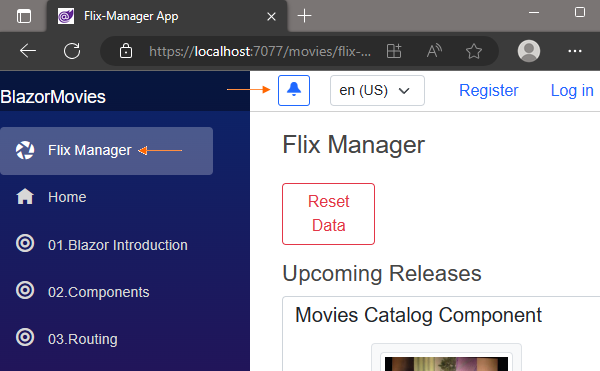 Flix-Manager App
https://localhost:7077/movies/flix-...
BlazorMovies
en (US)
Register
Log in
Flix Manager
Home
01.Blazor Introduction
02.Components
03.Routing
Flix Manager
Reset
Data
Upcoming Releases
Movies Catalog Component